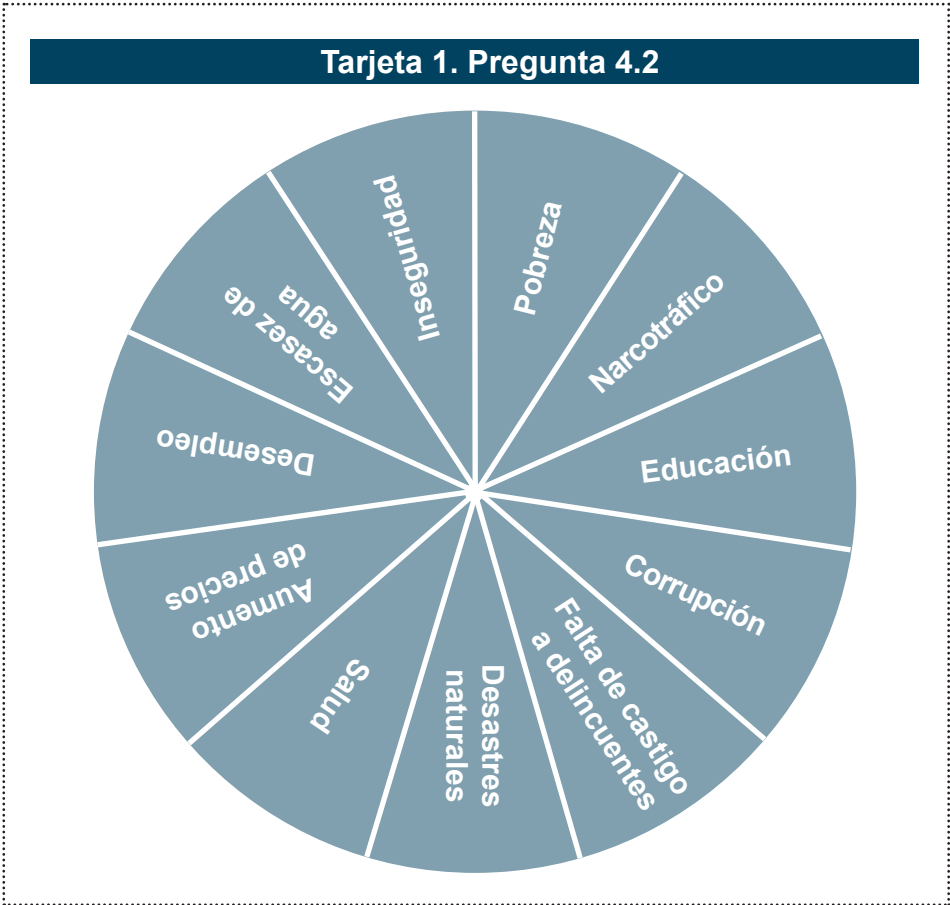 Tarjeta 1. Pregunta 4.2
Pobreza
Narcotráfico
Educación
Corrupción
Falta de castigo
a delincuentes
Desastres
naturales
Salud
Aumento
de precios
Desempleo
Escasez de
agua
Inseguridad